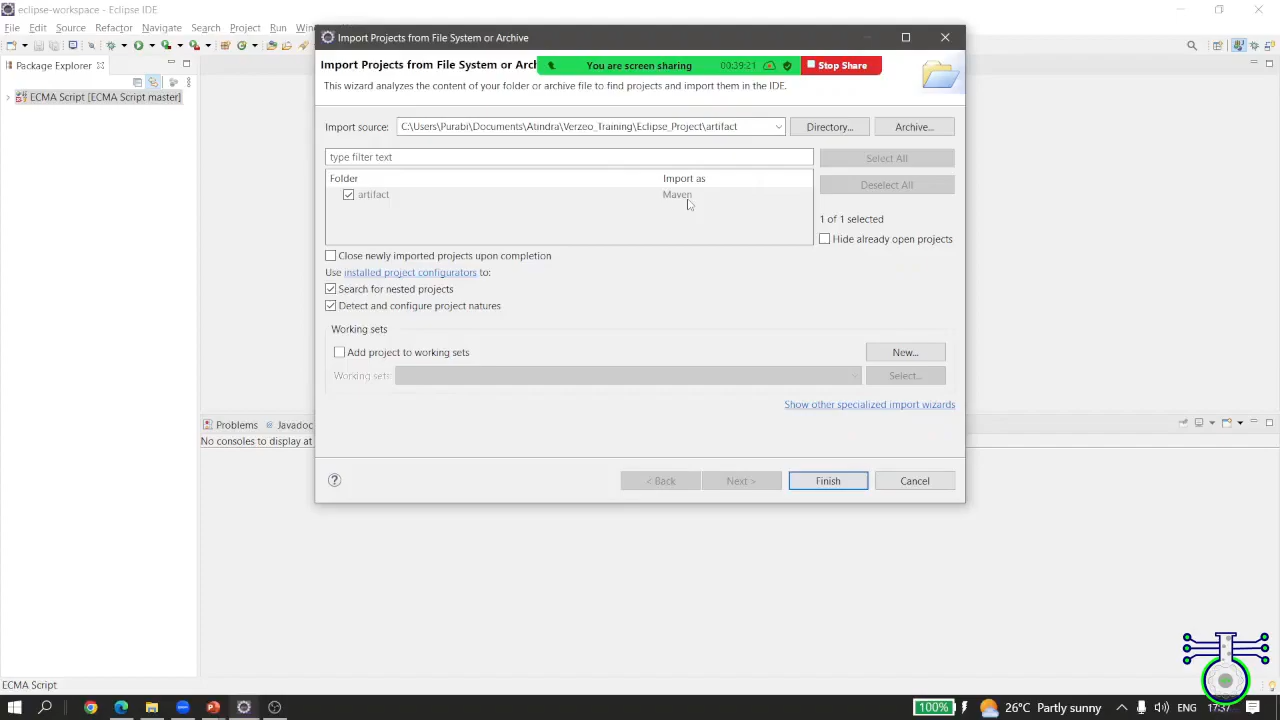 eclipse-workspace - Eclipse IDE
File Edit Source Refactor Navigate Search Project Run
Package Explorer
ECMA Script [ECMA Script master]
Import Projects from File System or Archive
Import Projects from File System or Arch
You are screen sharing 00:39:21 Stop Share
This wizard analyzes the content of your folder or archive file to find projects and import them in the IDE.
Import source: C:\Users\Purabi\Documents\Atindra\Verzeo_Training\Eclipse_Project\artifact Directory... Archive...
type filter text
Select All
Folder Import as
artifact Maven
Deselect All
1 of 1 selected
Hide already open projects
Close newly imported projects upon completion
Use installed project configurators to:
Search for nested projects
Detect and configure project natures
Working sets
Add project to working sets New...
Working sets: Select...
Show other specialized import wizards
Problems Javadoc
No consoles to display at
? < Back Next > Finish Cancel
ECMA Script
100% 26°C Partly sunny ENG 17:37